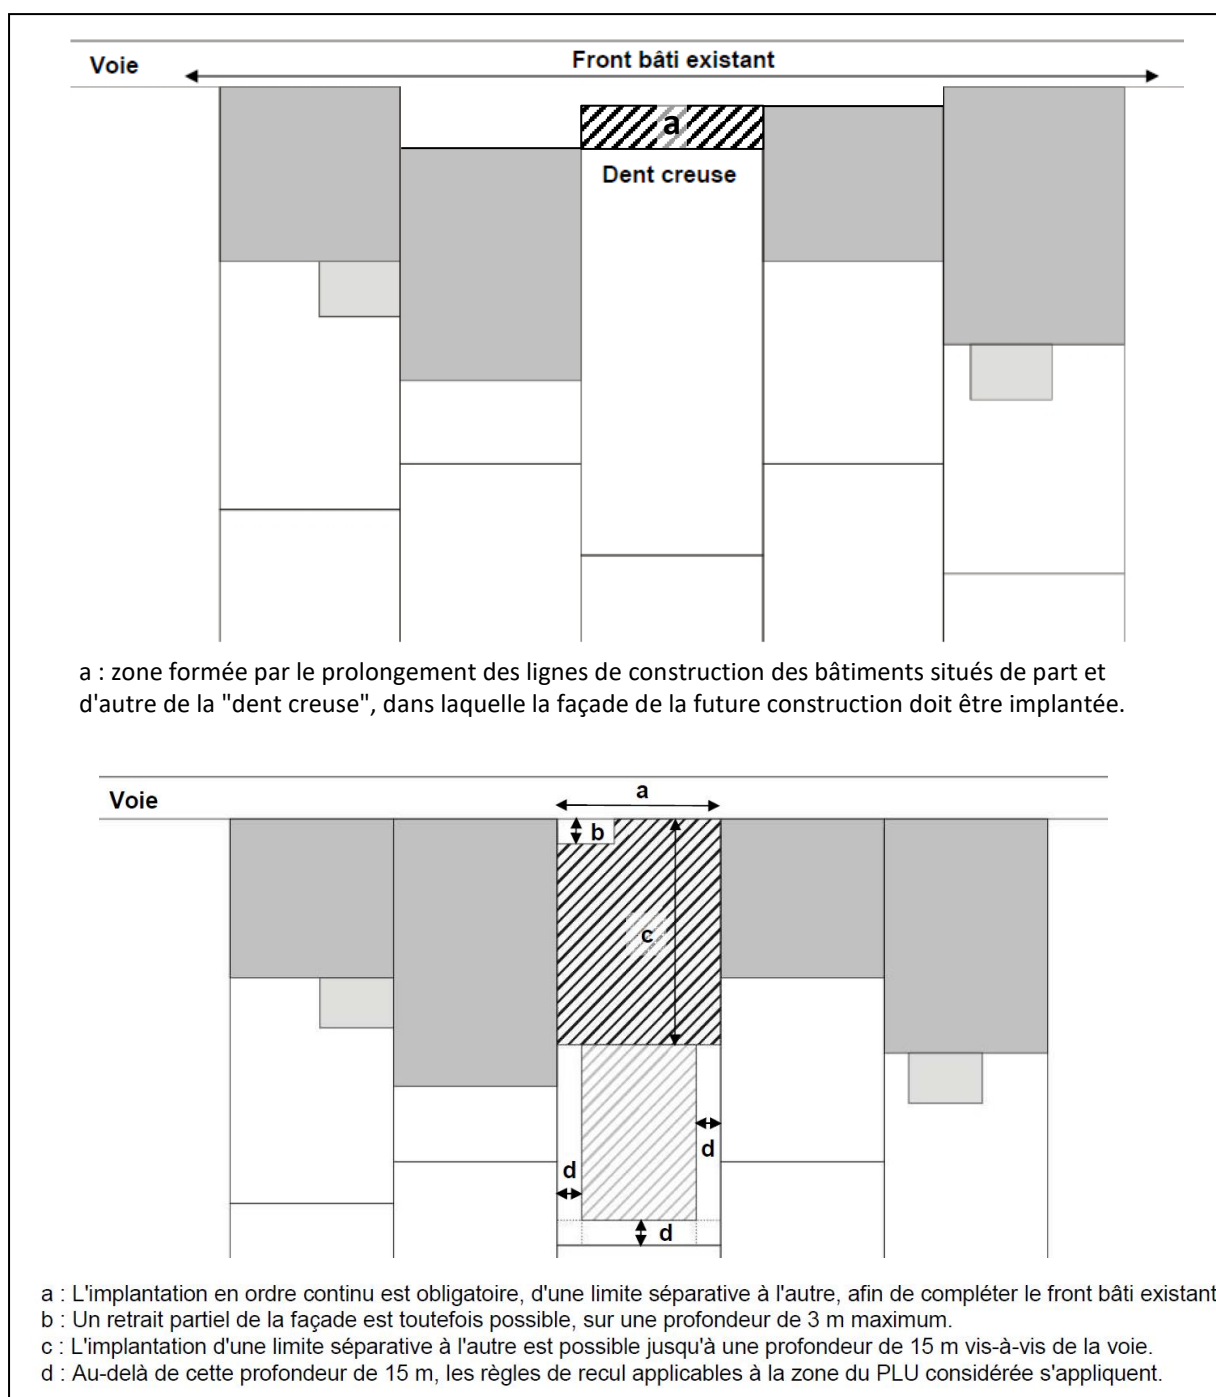 Voie
Front bâti existant
a
Dent creuse
a : zone formée par le prolongement des lignes de construction des bâtiments situés de part et
d'autre de la "dent creuse", dans laquelle la façade de la future construction doit être implantée.
Voie
a
b
c
d
d
d
a : L'implantation en ordre continu est obligatoire, d'une limite séparative à l'autre, afin de compléter le front bâti existant
b : Un retrait partiel de la façade est toutefois possible, sur une profondeur de 3 m maximum.
c : L'implantation d'une limite séparative à l'autre est possible jusqu'à une profondeur de 15 m vis-à-vis de la voie.
d : Au-delà de cette profondeur de 15 m, les règles de recul applicables à la zone du PLU considérée s'appliquent.